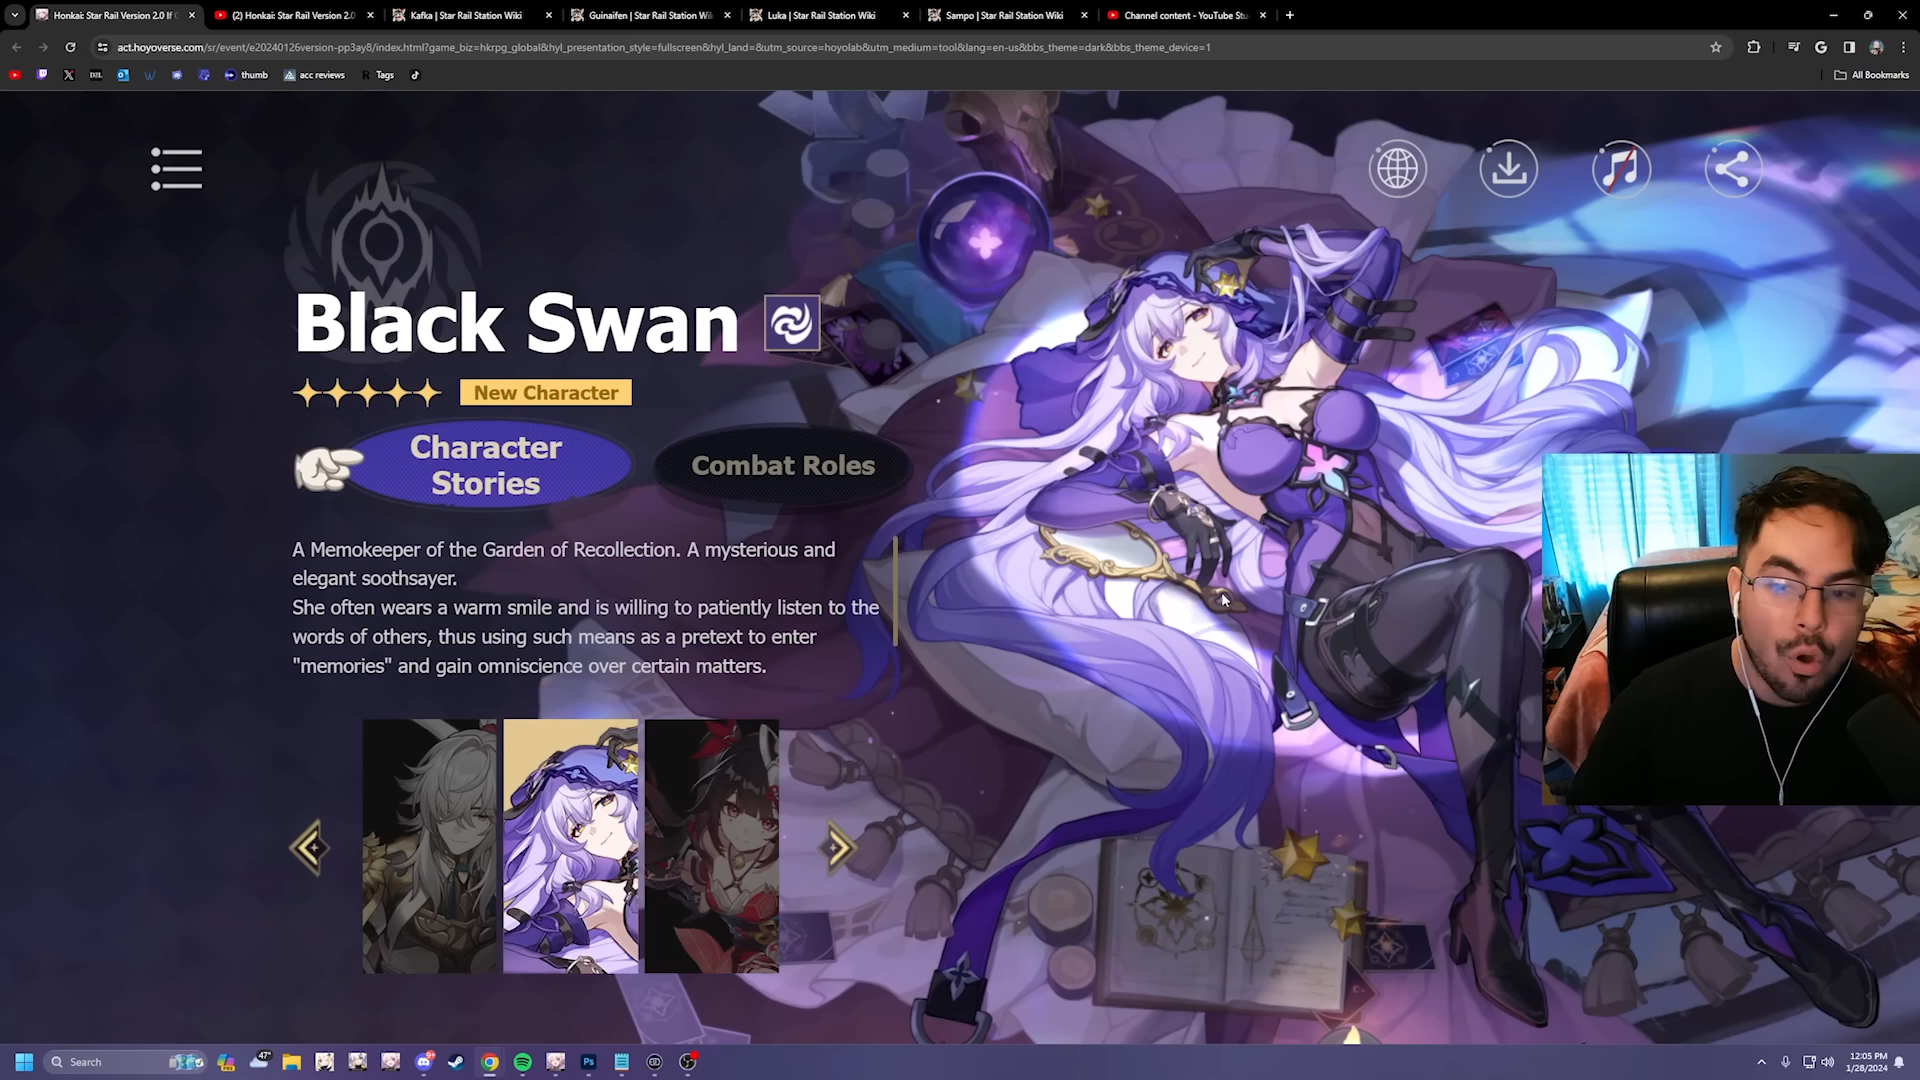 Honkai: Star Rail Version 2.0 If
(2) Honkai: Star Rail Version 2.0
Kafka | Star Rail Station Wiki
Guinaifen | Star Rail Station Wi
Luka | Star Rail Station Wiki
Sampo | Star Rail Station Wiki
Channel content - YouTube Stu
act.hoyoverse.com/sr/event/e20240126version-pp3ay8/index.html?game_biz=hkrpg_global&hyl_presentation_style=fullscreen&hyl_land=&utm_source=hoyolab&utm_medium=tool&lang=en-us&bbs_theme=dark&bbs_theme_device=1
thumb
acc reviews
Tags
All Bookmarks
Black Swan
New Character
Character
Stories
Combat Roles
A Memokeeper of the Garden of Recollection. A mysterious and
elegant soothsayer.
She often wears a warm smile and is willing to patiently listen to the
words of others, thus using such means as a pretext to enter
"memories" and gain omniscience over certain matters.
Search
47°
Ps
12:05 PM
1/28/2024